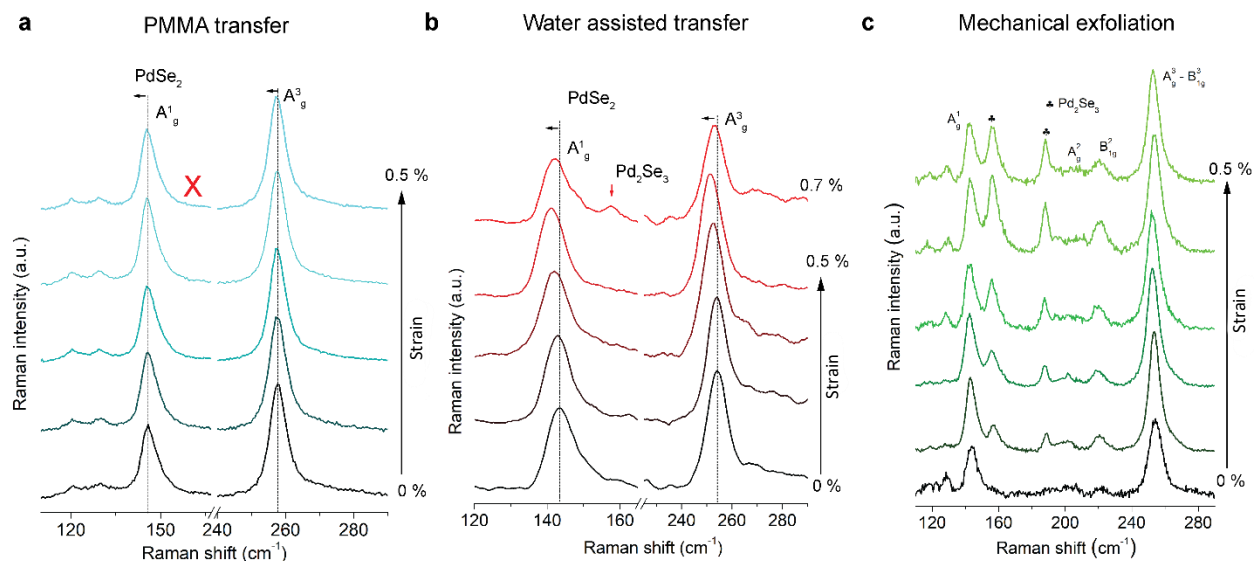 a PMMA transfer
PdSe₂
A¹g
A³g
X
0.5 %
Strain
0 %
Raman intensity (a.u.)
120 150 240 260 280
Raman shift (cm⁻¹)
b Water assisted transfer
PdSe₂
A³g
A¹g
Pd₂Se₃
0.7 %
0.5 %
Strain
0 %
Raman intensity (a.u.)
120 140 160 240 260 280
Raman shift (cm⁻¹)
c Mechanical exfoliation
A³g - B³1g
♣ Pd₂Se₃
A¹g ♣ ♣ A²g B²1g
0.5 %
Strain
0 %
Raman intensity (a.u.)
120 160 200 240 280
Raman shift (cm⁻¹)